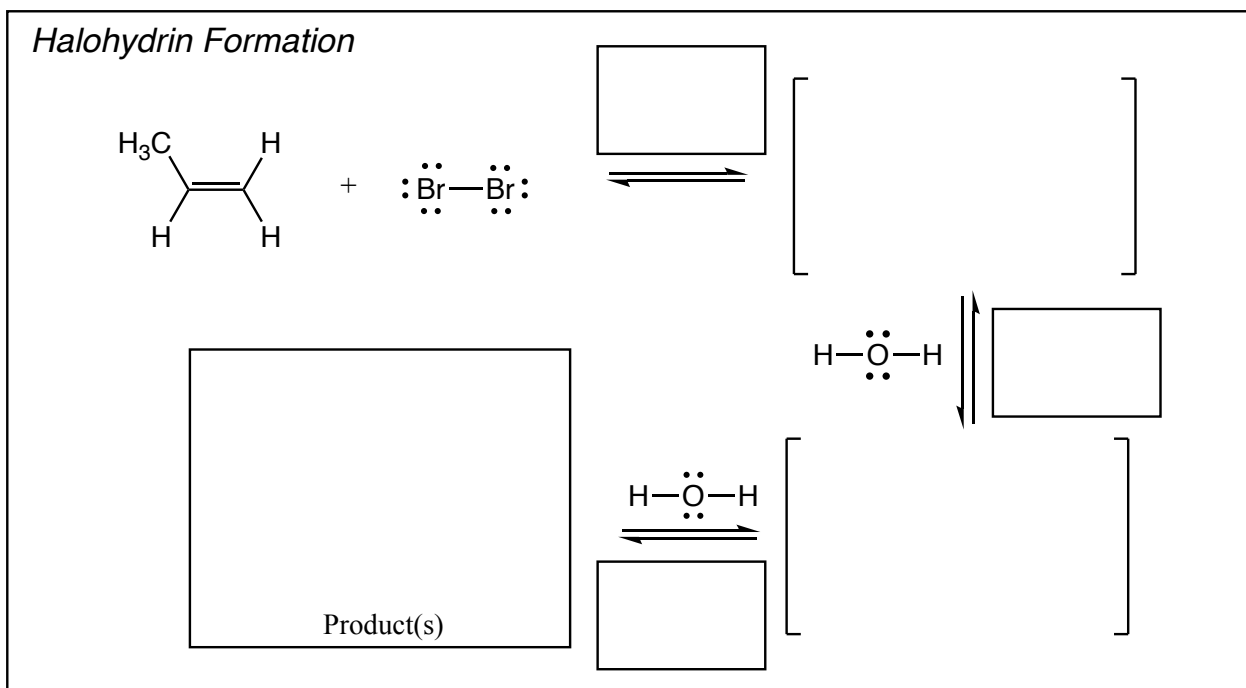 Halohydrin Formation
H₃C H
H H
+
Br Br
H O H
H O H
Product(s)